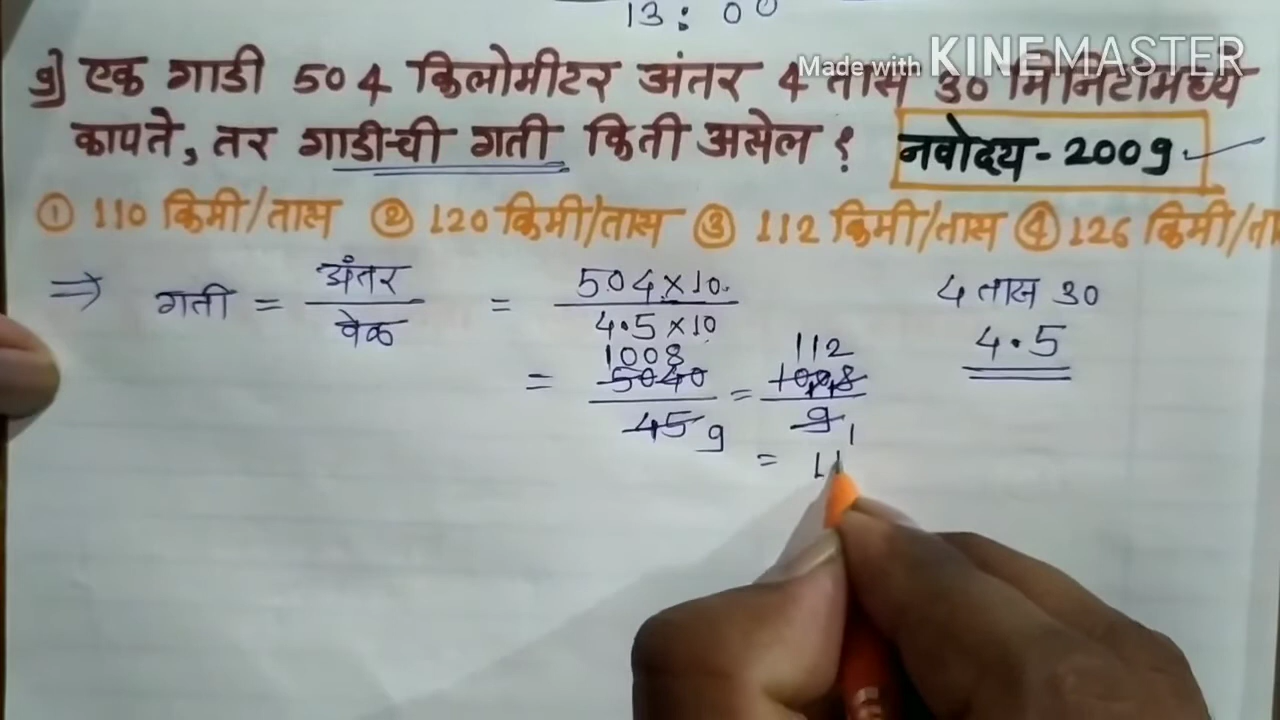 13:00
Made with KINEMASTER
१) एक गाडी 504 किलोमीटर अंतर 4 तास 30 मिनिटामध्ये
कापते, तर गाडीची गती किती असेल ? नवोदय - 2009
① 110 किमी/तास ② 120 किमी/तास ③ 112 किमी/तास ④ 126 किमी/ता
⇒ गती = अंतर / वेळ = 504×10 / 4.5×10
4 तास 30
4.5
= 1008 5040 / 45 9 = 112 1008 / 9 1
= 11